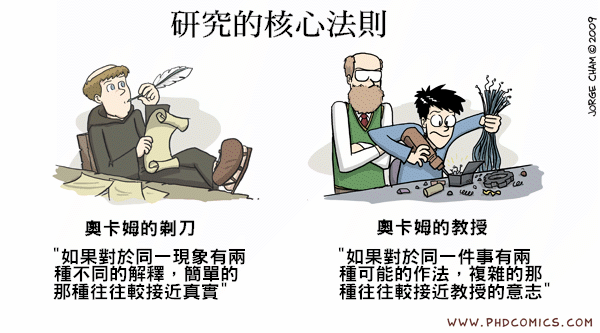 研究的核心法則
JORGE CHAM © 2009
奧卡姆的剃刀
"如果對於同一現象有兩
種不同的解釋，簡單的
那種往往較接近真實"
奧卡姆的教授
"如果對於同一件事有兩
種可能的作法，複雜的那
種往往較接近教授的意志"
WWW.PHDCOMICS.COM